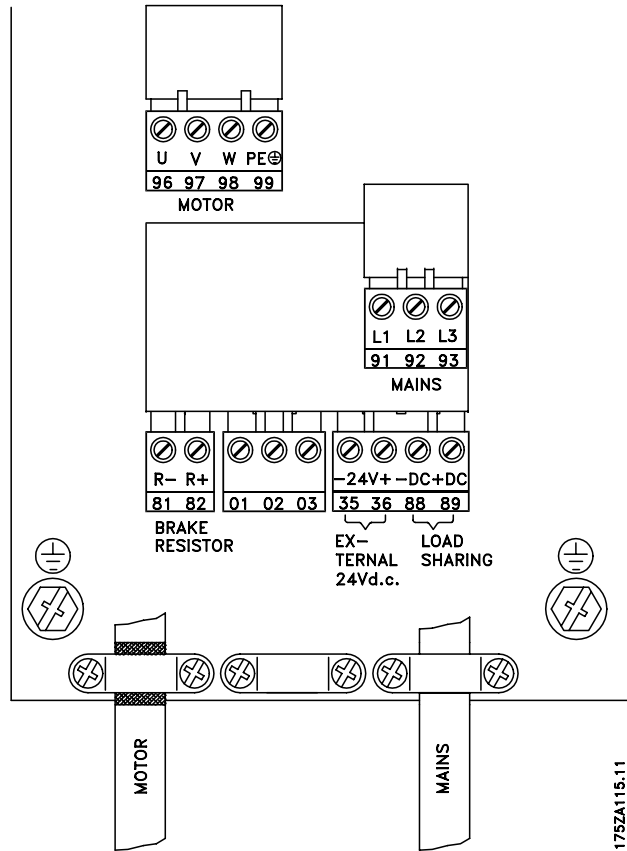 U V W PE
96 97 98 99
MOTOR
L1 L2 L3
91 92 93
MAINS
R- R+
81 82
BRAKE
RESISTOR
01 02 03
-24V+ -DC+DC
35 36 88 89
EX-
TERNAL
24Vd.c.
LOAD
SHARING
MOTOR
MAINS
175ZA115.11